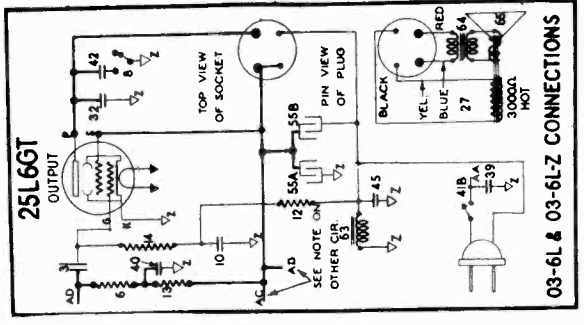 25L6GT
OUTPUT
P
S
G
K
42
8
Z
32
Z
Z
Z
31
AD
14
6
40
Z
13
10
Z
AC
AD
SEE NOTE ON
OTHER CIR.
12
63
Z
45
Z
55A
Z
55B
TOP VIEW
OF SOCKET
PIN VIEW
OF PLUG
BLACK
YEL.
BLUE
RED
64
65
27
3000Ω
HOT
41B
AA
39
Z
03-6L & 03-6L-Z CONNECTIONS